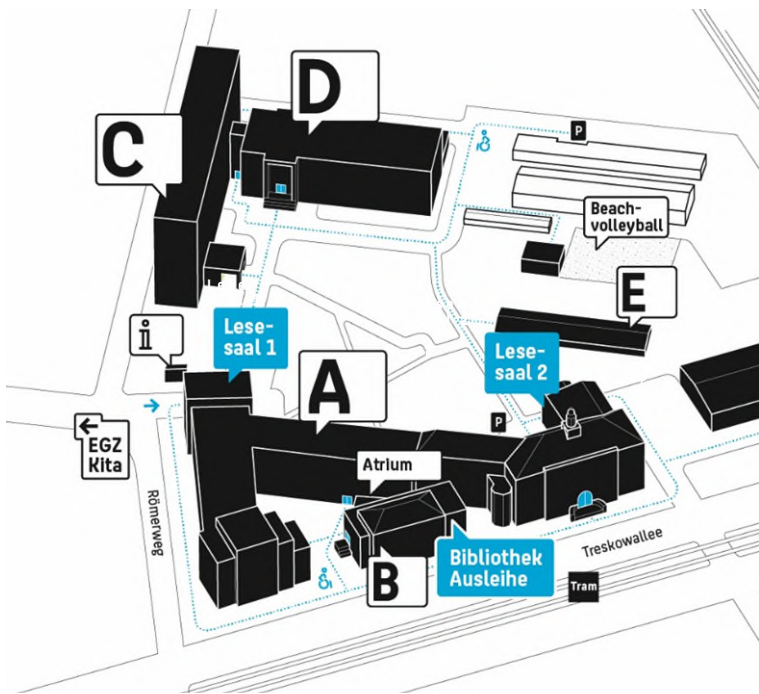 D
C
P
Beach-
volleyball
E
i
Lese-
saal 1
Lese-
saal 2
A
P
EGZ
Kita
Atrium
Römerweg
Bibliothek
Ausleihe
B
Treskowallee
Tram